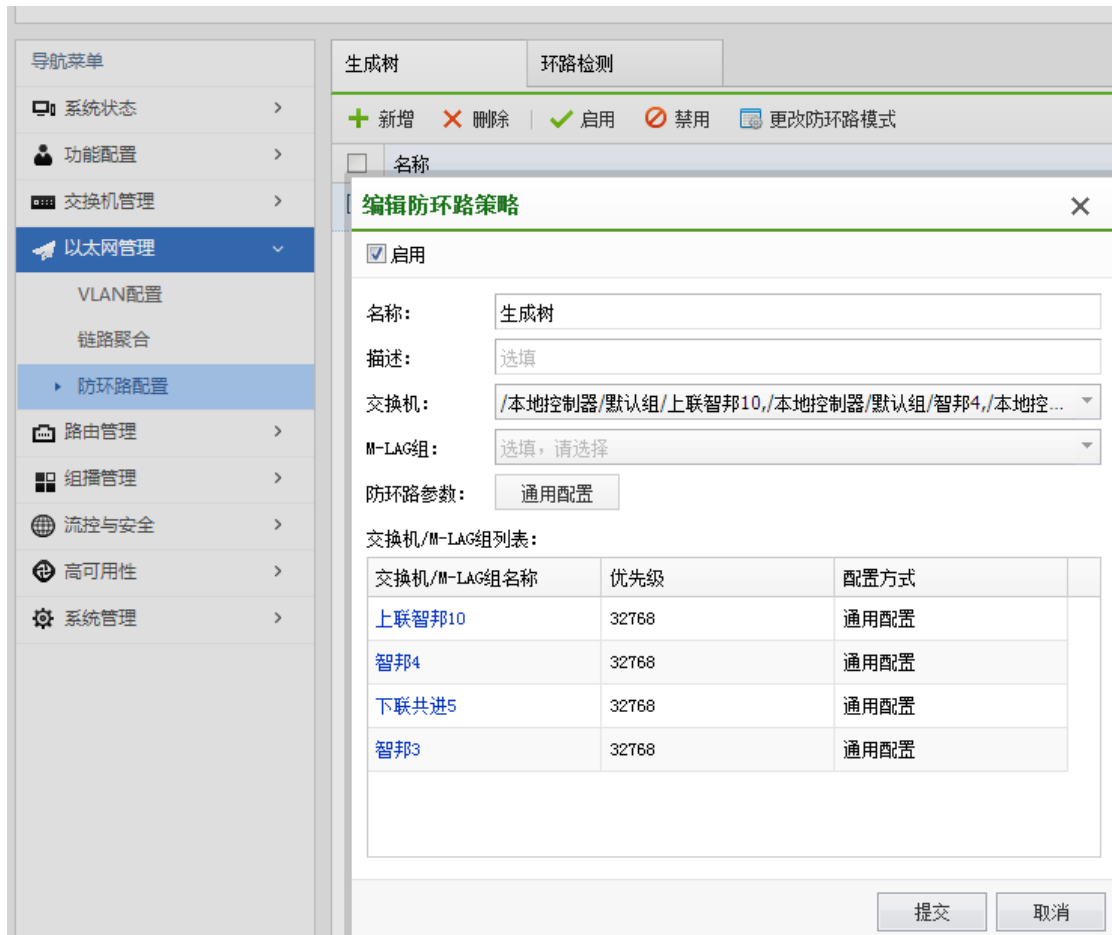 导航菜单
系统状态
功能配置
交换机管理
以太网管理
VLAN配置
链路聚合
防环路配置
路由管理
组播管理
流控与安全
高可用性
系统管理
生成树 环路检测
新增 删除 启用 禁用 更改防环路模式
名称
编辑防环路策略
启用
名称: 生成树
描述: 选填
交换机: /本地控制器/默认组/上联智邦10,/本地控制器/默认组/智邦4,/本地控...
M-LAG组: 选填，请选择
防环路参数: 通用配置
交换机/M-LAG组列表:
交换机/M-LAG组名称 优先级 配置方式
上联智邦10 32768 通用配置
智邦4 32768 通用配置
下联共进5 32768 通用配置
智邦3 32768 通用配置
提交 取消